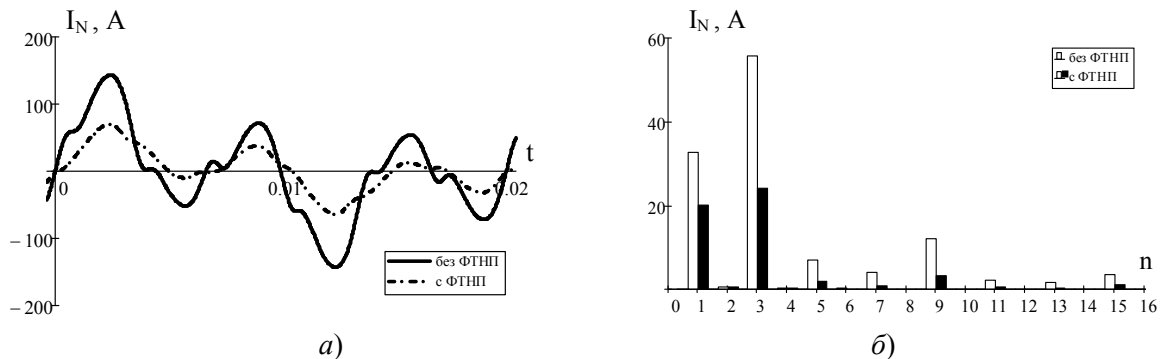 I_N , А
200
100
0
0.01
0.02
t
– 100
– 200
без ФТНП
с ФТНП
а)
I_N , А
60
40
20
без ФТНП
с ФТНП
n
0 1 2 3 4 5 6 7 8 9 10 11 12 13 14 15 16
б)